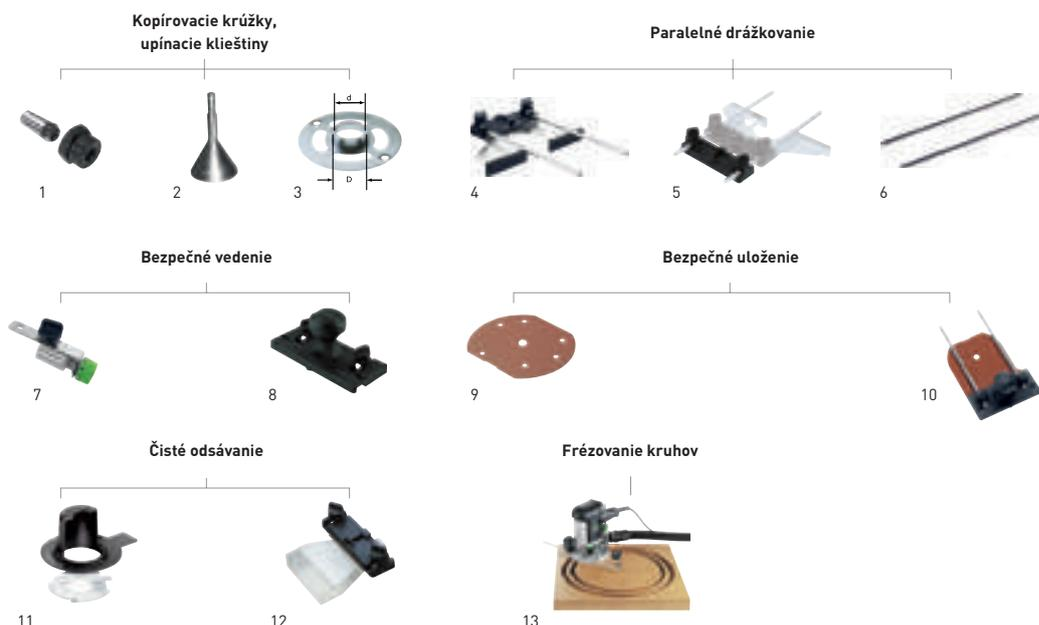 Kopírovacie krúžky,
upínacie klieštiny
Paralelné drážkovanie
d
D
1
2
3
4
5
6
Bezpečné vedenie
Bezpečné uloženie
7
8
9
10
Čisté odsávanie
Frézovanie kruhov
11
12
13